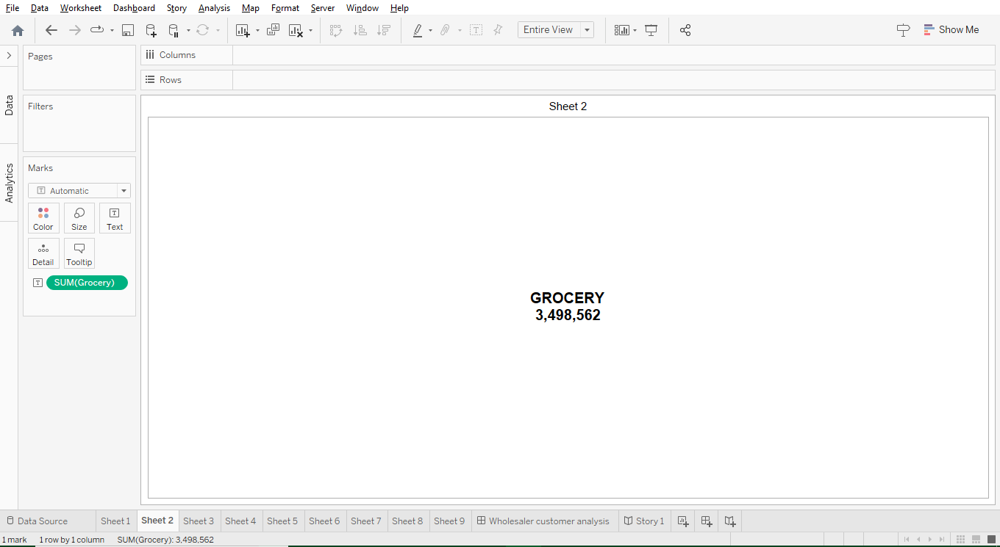 File Data Worksheet Dashboard Story Analysis Map Format Server Window Help
Entire View
Show Me
Pages
Columns
Rows
Data
Filters
Sheet 2
Analytics
Marks
Automatic
Color Size Text
Detail Tooltip
SUM(Grocery)
GROCERY
3,498,562
Data Source Sheet 1 Sheet 2 Sheet 3 Sheet 4 Sheet 5 Sheet 6 Sheet 7 Sheet 8 Sheet 9 Wholesaler customer analysis Story 1
1 mark 1 row by 1 column SUM(Grocery): 3,498,562